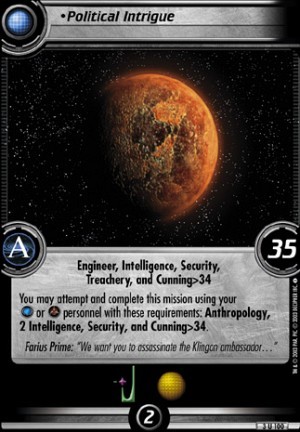 •Political Intrigue
A
35
Engineer, Intelligence, Security,
Treachery, and Cunning>34
You may attempt and complete this mission using your
or personnel with these requirements: Anthropology,
2 Intelligence, Security, and Cunning>34.
Farius Prime: "We want you to assassinate the Klingon ambassador…"
2